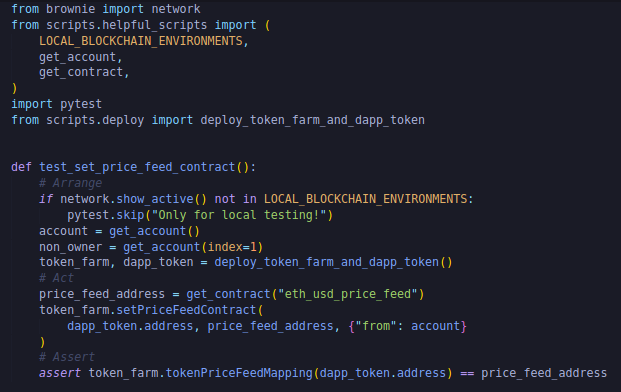 from brownie import network
from scripts.helpful_scripts import (
    LOCAL_BLOCKCHAIN_ENVIRONMENTS,
    get_account,
    get_contract,
)
import pytest
from scripts.deploy import deploy_token_farm_and_dapp_token


def test_set_price_feed_contract():
    # Arrange
    if network.show_active() not in LOCAL_BLOCKCHAIN_ENVIRONMENTS:
        pytest.skip("Only for local testing!")
    account = get_account()
    non_owner = get_account(index=1)
    token_farm, dapp_token = deploy_token_farm_and_dapp_token()
    # Act
    price_feed_address = get_contract("eth_usd_price_feed")
    token_farm.setPriceFeedContract(
        dapp_token.address, price_feed_address, {"from": account}
    )
    # Assert
    assert token_farm.tokenPriceFeedMapping(dapp_token.address) == price_feed_address